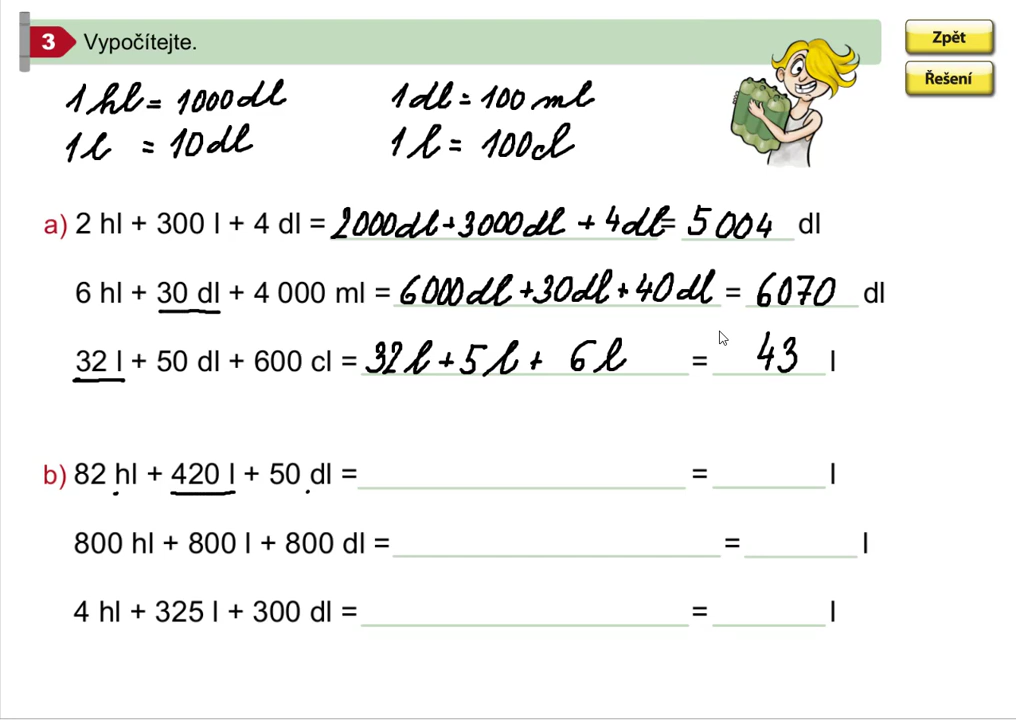 3 Vypočítejte.
Zpět
Řešení
1 hl = 1000 dl 1 dl = 100 ml
1 l = 10 dl 1 l = 100 cl
a) 2 hl + 300 l + 4 dl = 2000 dl + 3000 dl + 4 dl = 5 004 dl
6 hl + 30 dl + 4 000 ml = 6000 dl + 30 dl + 40 dl = 6070 dl
32 l + 50 dl + 600 cl = 32 l + 5 l + 6 l = 43 l
b) 82 hl + 420 l + 50 dl = = l
800 hl + 800 l + 800 dl = = l
4 hl + 325 l + 300 dl = = l